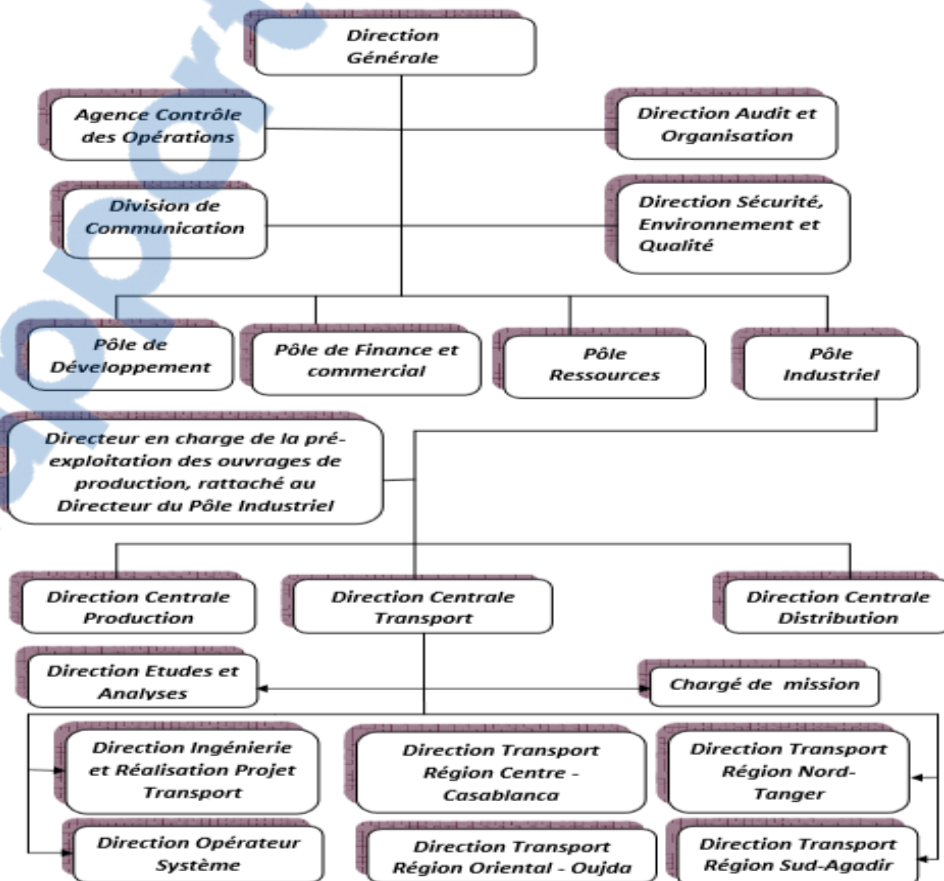 Direction
Générale
Agence Contrôle
des Opérations
Direction Audit et
Organisation
Division de
Communication
Direction Sécurité,
Environnement et
Qualité
Pôle de
Développement
Pôle de Finance et
commercial
Pôle
Ressources
Pôle
Industriel
Directeur en charge de la pré-
exploitation des ouvrages de
production, rattaché au
Directeur du Pôle Industriel
Direction Centrale
Production
Direction Centrale
Transport
Direction Centrale
Distribution
Direction Etudes et
Analyses
Chargé de mission
Direction Ingénierie
et Réalisation Projet
Transport
Direction Transport
Région Centre -
Casablanca
Direction Transport
Région Nord-
Tanger
Direction Opérateur
Système
Direction Transport
Région Oriental - Oujda
Direction Transport
Région Sud-Agadir